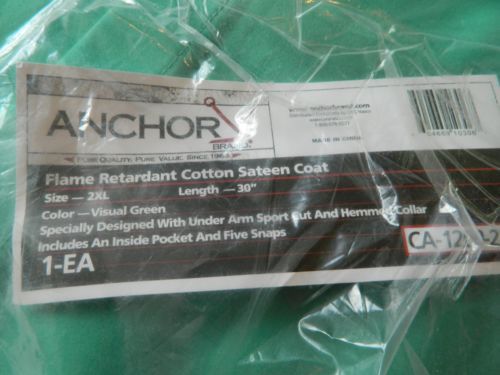 ANCHOR
BRAND
PURE QUALITY. PURE VALUE. SINCE
MADE IN CHINA
Flame Retardant Cotton Sateen Coat
Size — 2XL Length — 30"
Color — Visual Green
Specially Designed With Under Arm Sport Cut And Hemmed Collar
Includes An Inside Pocket And Five Snaps
1-EA